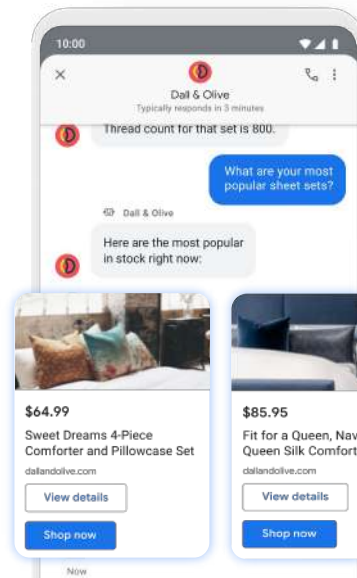 10:00
Dall & Olive
Typically responds in 3 minutes
Thread count for that set is 800.
What are your most
popular sheet sets?
Dall & Olive
Here are the most popular
in stock right now:
$64.99
Sweet Dreams 4-Piece
Comforter and Pillowcase Set
dallandolive.com
View details
Shop now
$85.95
Fit for a Queen, Nav
Queen Silk Comfort
dallandolive.com
View details
Shop now
Now